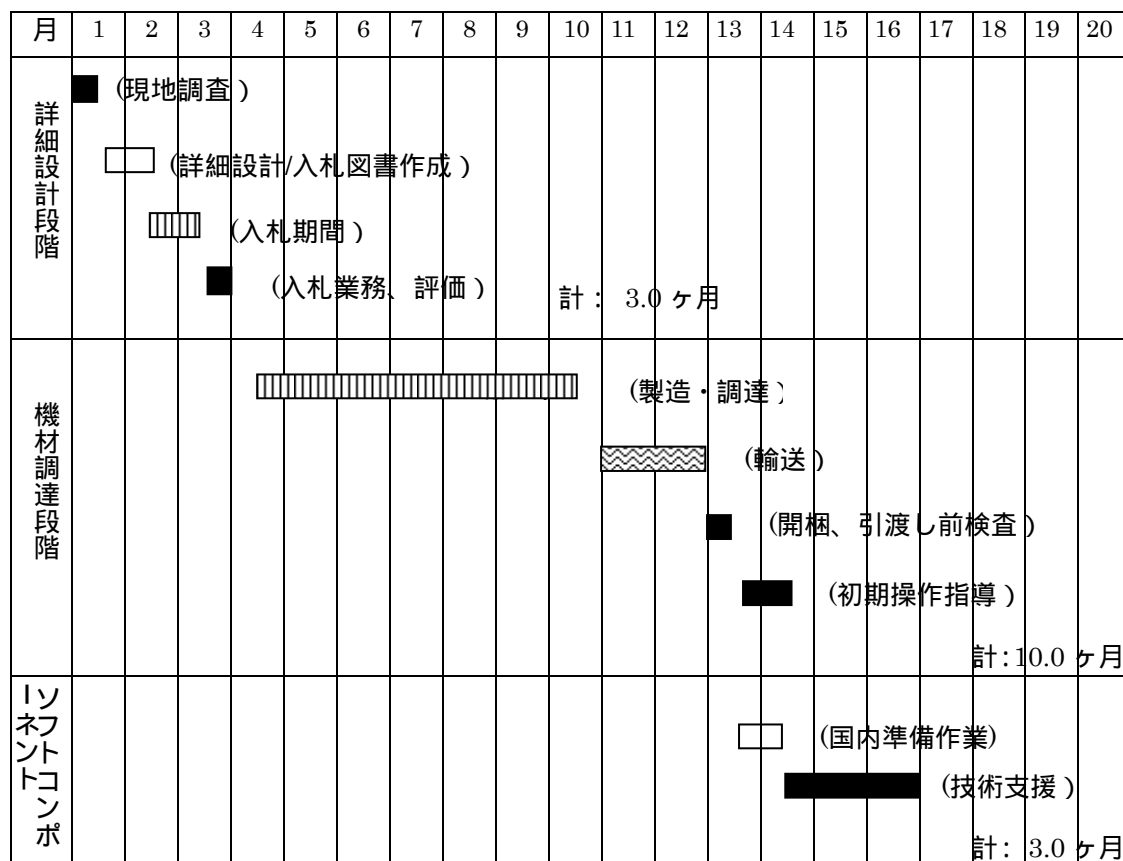 月 1 2 3 4 5 6 7 8 9 10 11 12 13 14 15 16 17 18 19 20
詳細設計段階
(現地調査)
(詳細設計/入札図書作成)
(入札期間)
(入札業務、評価)
計: 3.0 ヶ月
機材調達段階
(製造・調達)
(輸送)
(開梱、引渡し前検査)
(初期操作指導)
計:10.0 ヶ月
ソフトコンポ
ーネント
(国内準備作業)
(技術支援)
計: 3.0 ヶ月